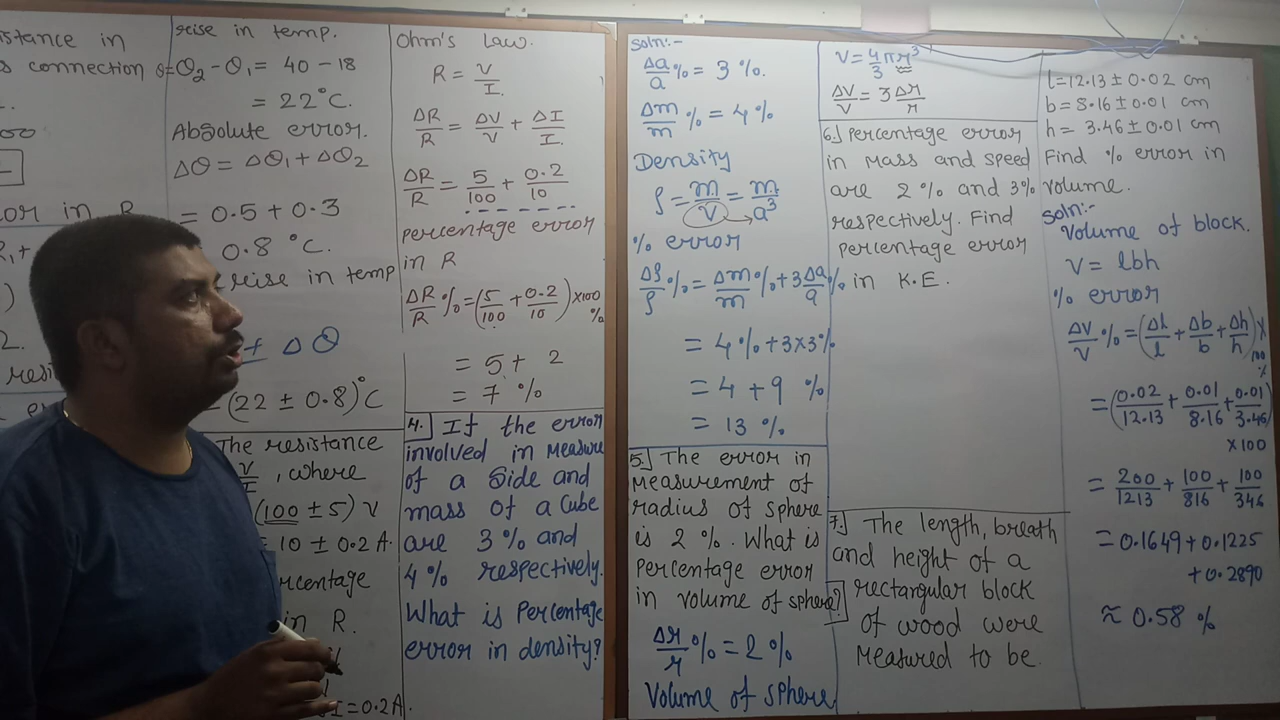 istance in
s connection
or in R
resi
rise in temp.
θ=θ₂-θ₁= 40-18
= 22°C.
Absolute error.
Δθ = Δθ₁+Δθ₂
= 0.5+0.3
0.8 °C.
rise in temp
± Δθ
=(22 ± 0.8)°C
The resistance
V/I, where
(100 ± 5) V
= 10 ± 0.2 A.
rcentage
in R.
I=0.2A.
Ohm's Law.
R = V/I.
ΔR/R = ΔV/V + ΔI/I.
ΔR/R = 5/100 + 0.2/10
percentage error
in R
ΔR/R % = (5/100 + 0.2/10)×100 %
= 5 + 2
= 7 %
4.] If the error
involved in Measure
of a Side and
mass of a Cube
are 3 % and
4 % respectively.
What is Percentage
error in density?
Soln:-
Δa/a % = 3 %.
Δm/m % = 4 %
Density
ρ = m/V = m/a³
% error
Δρ/ρ % = Δm/m % + 3 Δa/a %
= 4 % + 3×3 %
= 4 + 9 %
= 13 %
5.] The error in
Measurement of
radius of sphere
is 2 %. What is
Percentage error
in volume of sphere?
Δr/r % = 2 %
Volume of Sphere
V = 4/3 πr³
ΔV/V = 3 Δr/r
6.] Percentage error
in Mass and speed
are 2 % and 3%
respectively. Find
percentage error
in K.E.
7.] The length, breath
and height of a
rectangular block
of wood were
Measured to be.
l=12.13 ± 0.02 cm
b=8.16 ± 0.01 cm
h= 3.46 ± 0.01 cm
Find % error in
volume.
Soln:-
Volume of block.
V = lbh
% error
ΔV/V % = (Δl/l + Δb/b + Δh/h)× 100 %
= (0.02/12.13 + 0.01/8.16 + 0.01/3.46)
×100
= 200/1213 + 100/816 + 100/346
= 0.1649+0.1225
+0.2890
≈ 0.58 %